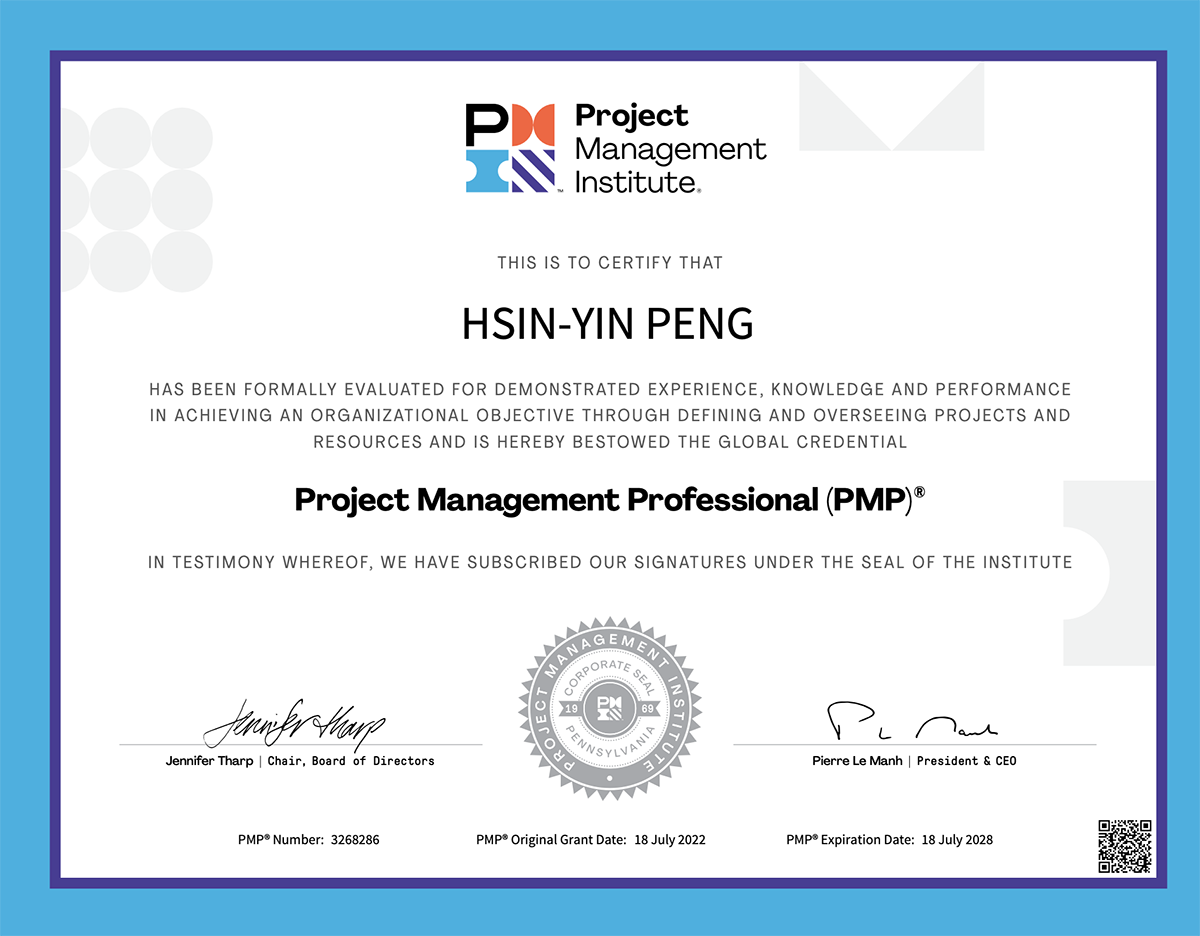 PM
Project
Management
Institute®
THIS IS TO CERTIFY THAT
HSIN-YIN PENG
HAS BEEN FORMALLY EVALUATED FOR DEMONSTRATED EXPERIENCE, KNOWLEDGE AND PERFORMANCE
IN ACHIEVING AN ORGANIZATIONAL OBJECTIVE THROUGH DEFINING AND OVERSEEING PROJECTS AND
RESOURCES AND IS HEREBY BESTOWED THE GLOBAL CREDENTIAL
Project Management Professional (PMP)®
IN TESTIMONY WHEREOF, WE HAVE SUBSCRIBED OUR SIGNATURES UNDER THE SEAL OF THE INSTITUTE
PROJECT MANAGEMENT INSTITUTE
CORPORATE SEAL
19 69
PENNSYLVANIA
Jennifer Tharp
Jennifer Tharp | Chair, Board of Directors
Pierre Le Manh | President & CEO
PMP® Number: 3268286
PMP® Original Grant Date: 18 July 2022
PMP® Expiration Date: 18 July 2028